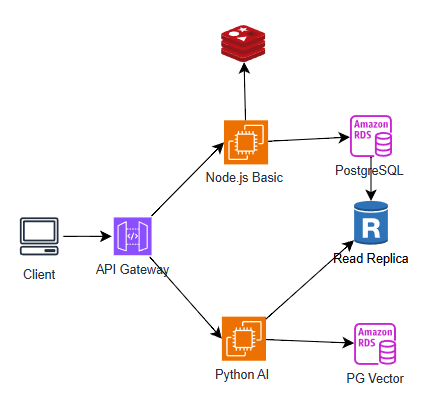 Amazon
RDS
Node.js Basic
PostgreSQL
R
Read Replica
Client
API Gateway
Amazon
RDS
Python AI
PG Vector